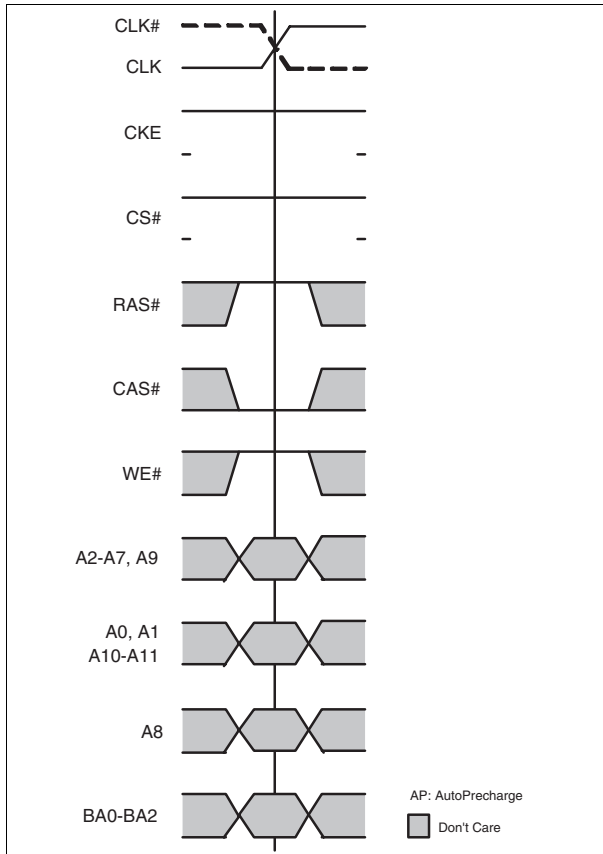 CLK#
CLK
CKE
CS#
RAS#
CAS#
WE#
A2-A7, A9
A0, A1
A10-A11
A8
BA0-BA2
AP: AutoPrecharge
Don't Care